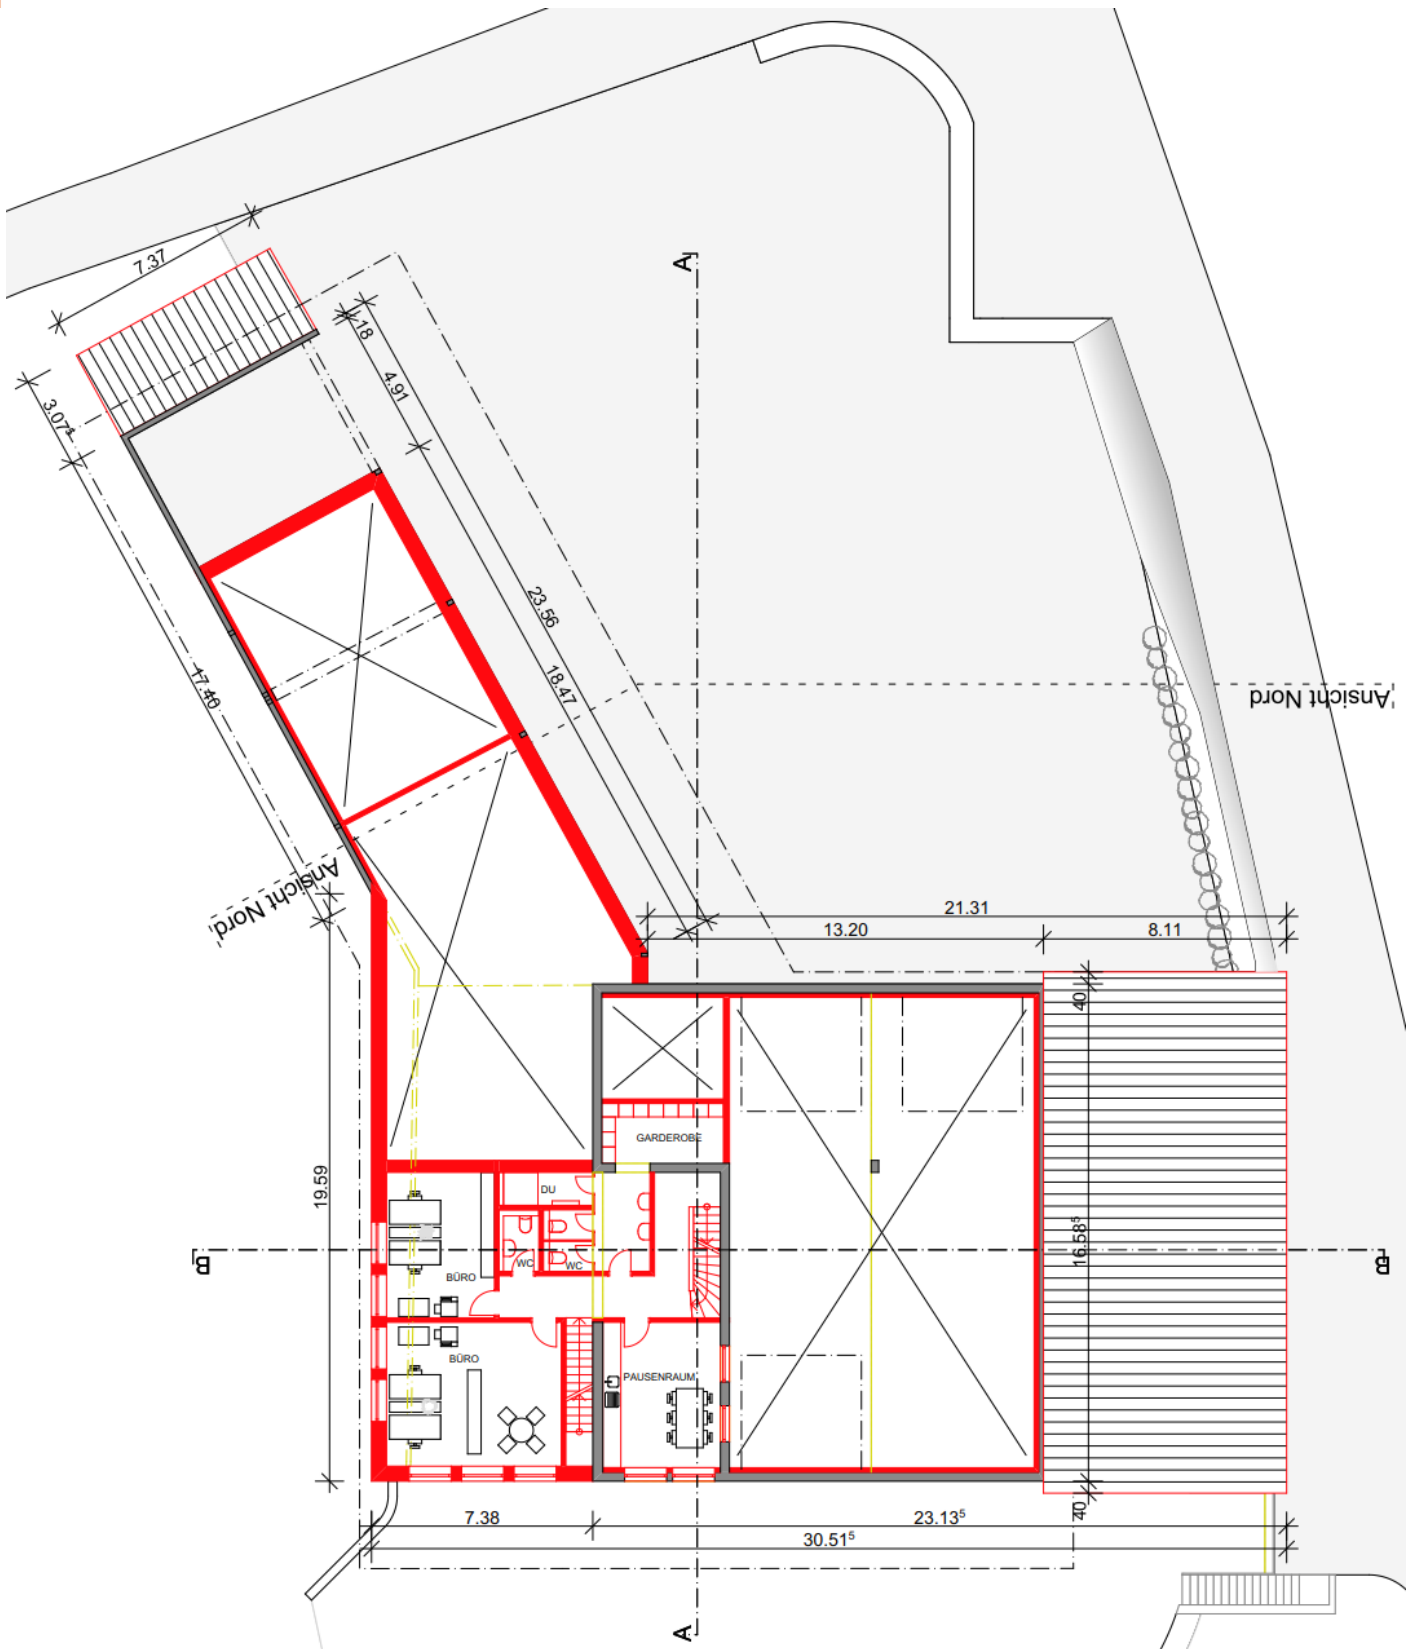 7.37
A
18
4.91
3.07⁵
23.56
18.47
17.40
Ansicht Nord
Ansicht Nord
21.31
13.20
8.11
40
GARDEROBE
DU
19.59
16.58⁵
B
B
WC
WC
BÜRO
BÜRO
PAUSENRAUM
40
7.38
23.13⁵
30.51⁵
A